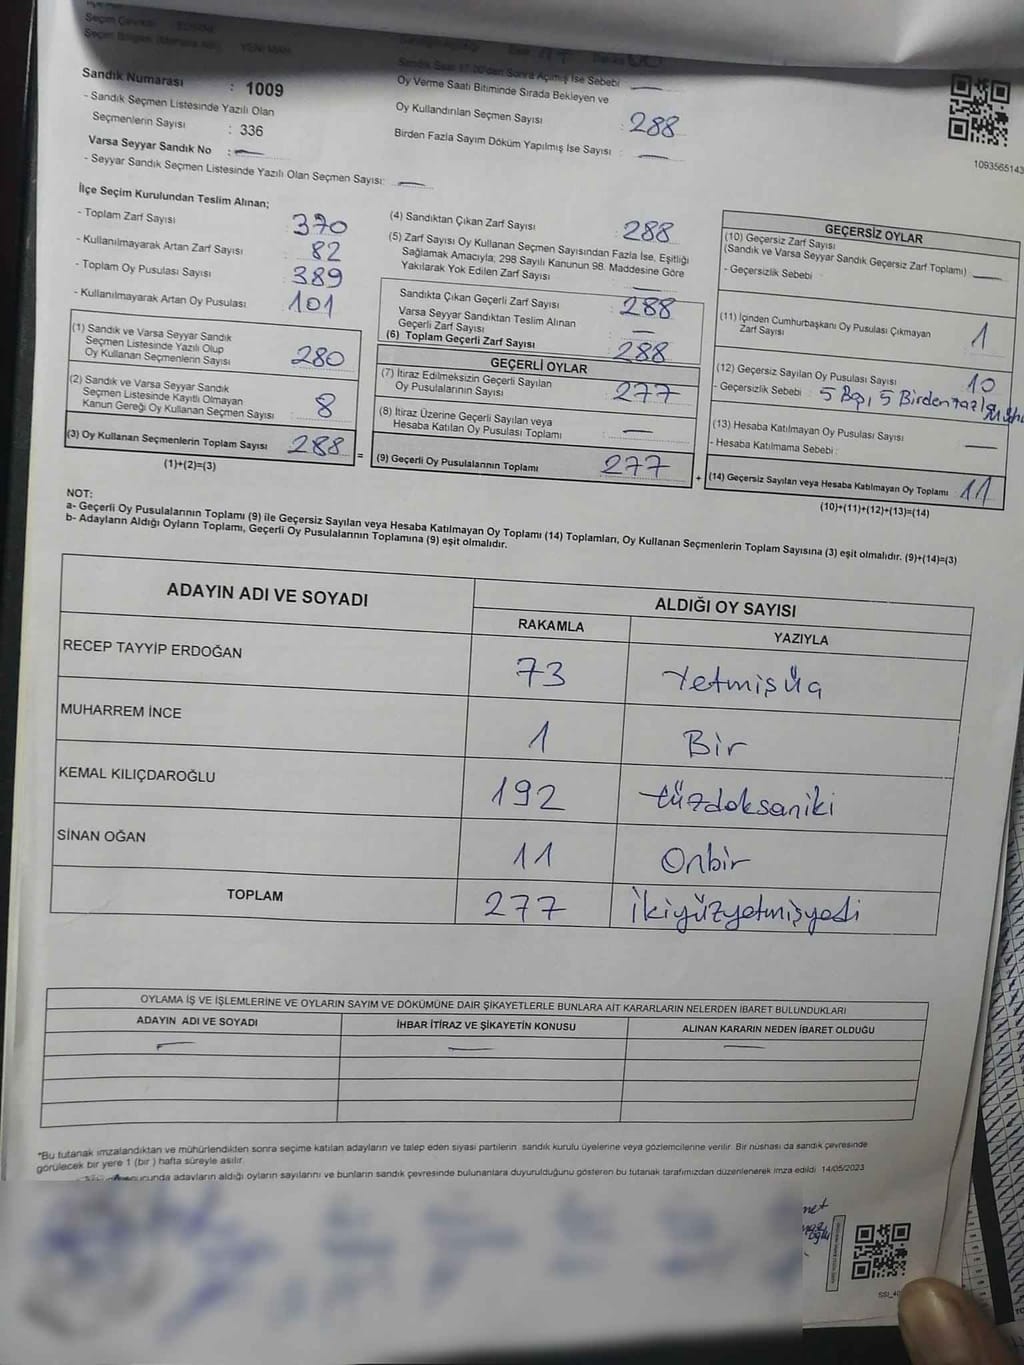 Seçim Çevresi
Seçim Bölgesi
YENİ MAH
Sandık Numarası : 1009
- Sandık Seçmen Listesinde Yazılı Olan
Seçmenlerin Sayısı : 336
Varsa Seyyar Sandık No : —
- Seyyar Sandık Seçmen Listesinde Yazılı Olan Seçmen Sayısı: —
Sandık Saat 17.00'dan Sonra Açılmış İse Sebebi —
Oy Verme Saati Bitiminde Sırada Bekleyen ve
Oy Kullandırılan Seçmen Sayısı : 288
Birden Fazla Sayım Döküm Yapılmış İse Sayısı : —
1093565143
İlçe Seçim Kurulundan Teslim Alınan;
- Toplam Zarf Sayısı 370
- Kullanılmayarak Artan Zarf Sayısı 82
- Toplam Oy Pusulası Sayısı 389
- Kullanılmayarak Artan Oy Pusulası 101
(1) Sandık ve Varsa Seyyar Sandık
Seçmen Listesinde Yazılı Olup
Oy Kullanan Seçmenlerin Sayısı 280
(2) Sandık ve Varsa Seyyar Sandık
Seçmen Listesinde Kayıtlı Olmayan
Kanun Gereği Oy Kullanan Seçmen Sayısı 8
(3) Oy Kullanan Seçmenlerin Toplam Sayısı 288 =
(1)+(2)=(3)
(4) Sandıktan Çıkan Zarf Sayısı 288
(5) Zarf Sayısı Oy Kullanan Seçmen Sayısından Fazla İse, Eşitliği
Sağlamak Amacıyla; 298 Sayılı Kanunun 98. Maddesine Göre
Yakılarak Yok Edilen Zarf Sayısı —
Sandıkta Çıkan Geçerli Zarf Sayısı 288
Varsa Seyyar Sandıktan Teslim Alınan
Geçerli Zarf Sayısı —
(6) Toplam Geçerli Zarf Sayısı 288
GEÇERLİ OYLAR
(7) İtiraz Edilmeksizin Geçerli Sayılan
Oy Pusulalarının Sayısı 277
(8) İtiraz Üzerine Geçerli Sayılan veya
Hesaba Katılan Oy Pusulası Toplamı —
(9) Geçerli Oy Pusulalarının Toplamı 277 +
GEÇERSİZ OYLAR
(10) Geçersiz Zarf Sayısı
(Sandık ve Varsa Seyyar Sandık Geçersiz Zarf Toplamı) —
- Geçersizlik Sebebi :
(11) İçinden Cumhurbaşkanı Oy Pusulası Çıkmayan
Zarf Sayısı 1
(12) Geçersiz Sayılan Oy Pusulası Sayısı 10
- Geçersizlik Sebebi : 5 Boş, 5 Birden fazla
(13) Hesaba Katılmayan Oy Pusulası Sayısı —
- Hesaba Katılmama Sebebi :
(14) Geçersiz Sayılan veya Hesaba Katılmayan Oy Toplamı 11
(10)+(11)+(12)+(13)=(14)
NOT:
a- Geçerli Oy Pusulalarının Toplamı (9) ile Geçersiz Sayılan veya Hesaba Katılmayan Oy Toplamı (14) Toplamları, Oy Kullanan Seçmenlerin Toplam Sayısına (3) eşit olmalıdır. (9)+(14)=(3)
b- Adayların Aldığı Oyların Toplamı, Geçerli Oy Pusulalarının Toplamına (9) eşit olmalıdır.
ADAYIN ADI VE SOYADI ALDIĞI OY SAYISI
RAKAMLA YAZIYLA
RECEP TAYYİP ERDOĞAN 73 Yetmişüç
MUHARREM İNCE 1 Bir
KEMAL KILIÇDAROĞLU 192 Yüzdoksaniki
SİNAN OĞAN 11 Onbir
TOPLAM 277 İkiyüzyetmişyedi
OYLAMA İŞ VE İŞLEMLERİNE VE OYLARIN SAYIM VE DÖKÜMÜNE DAİR ŞİKAYETLERLE BUNLARA AİT KARARLARIN NELERDEN İBARET BULUNDUKLARI
ADAYIN ADI VE SOYADI İHBAR İTİRAZ VE ŞİKAYETİN KONUSU ALINAN KARARIN NEDEN İBARET OLDUĞU
— — —
*Bu tutanak imzalandıktan ve mühürlendikten sonra seçime katılan adayların ve talep eden siyasi partilerin sandık kurulu üyelerine veya gözlemcilerine verilir. Bir nüshası da sandık çevresinde
görülecek bir yere 1 (bir) hafta süreyle asılır.
sonucunda adayların aldığı oyların sayılarını ve bunların sandık çevresinde bulunanlara duyurulduğunu gösteren bu tutanak tarafımızdan düzenlenerek imza edildi 14/05/2023